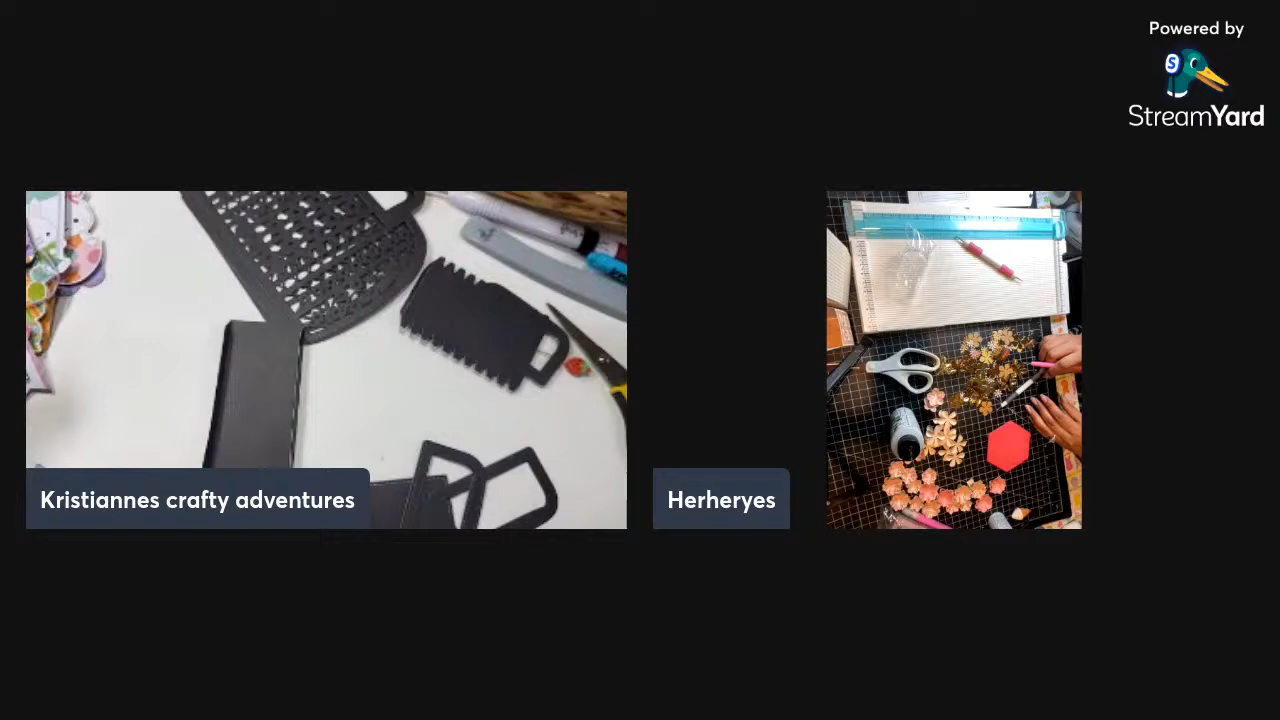 Powered by
S
StreamYard
Kristiannes crafty adventures
Herheryes